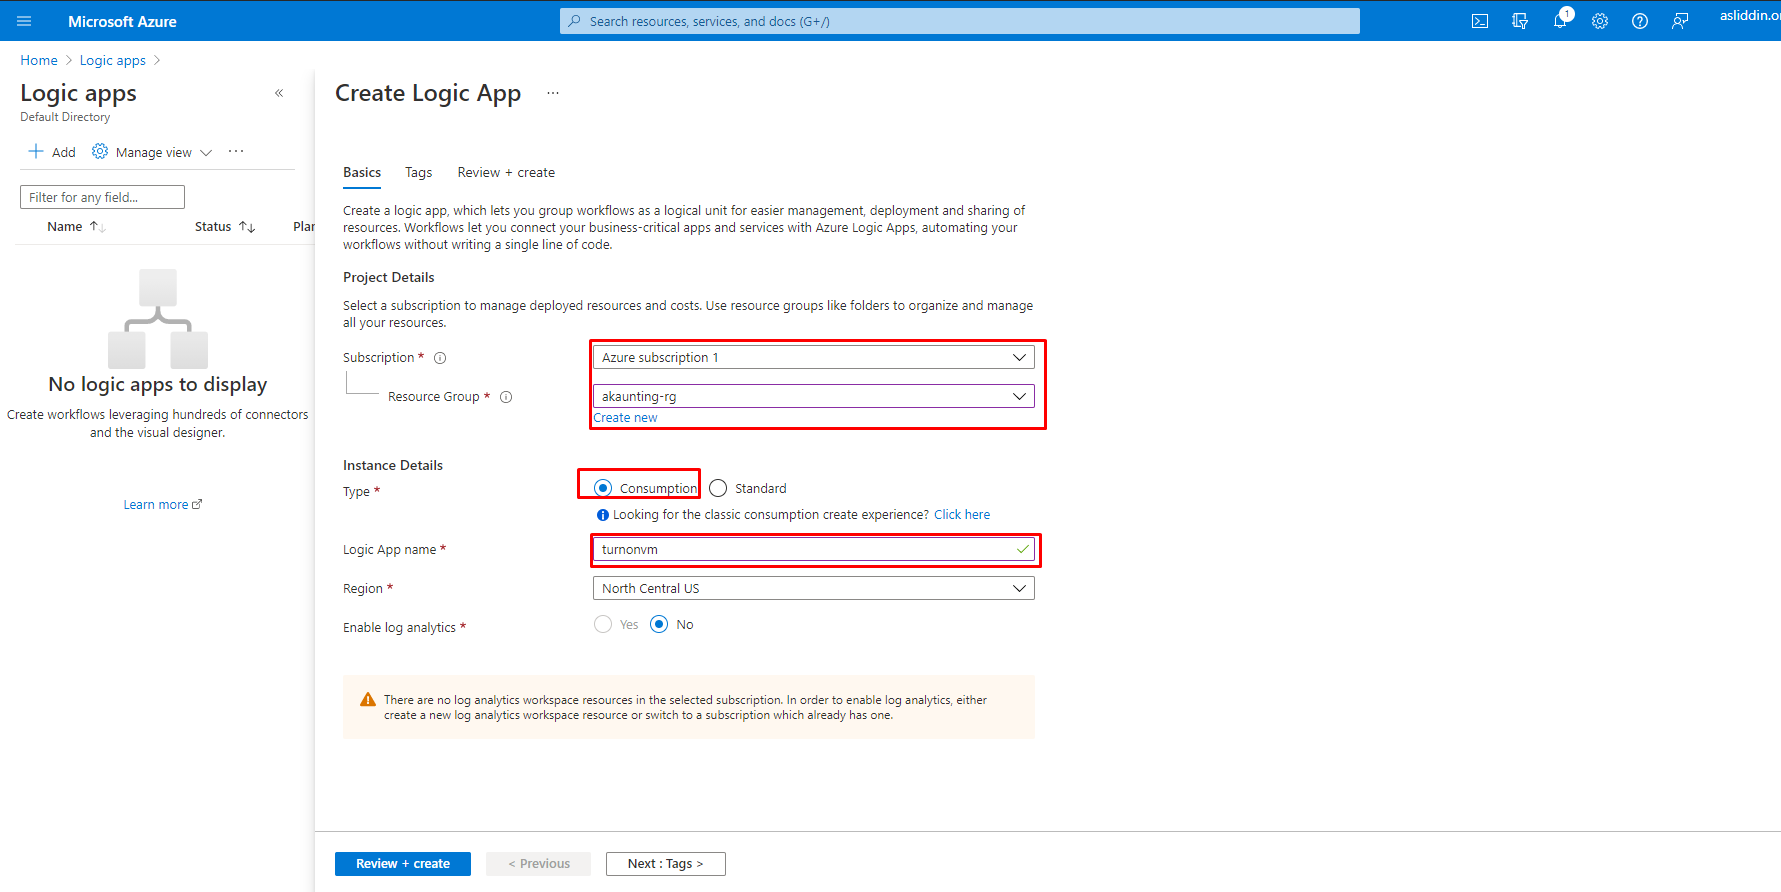 Microsoft Azure
Search resources, services, and docs (G+/)
1
asliddin.or
Home > Logic apps >
Logic apps
«
Default Directory
+ Add Manage view ···
Filter for any field...
Name ↑↓ Status ↑↓ Plan
No logic apps to display
Create workflows leveraging hundreds of connectors
and the visual designer.
Learn more
Create Logic App ···
Basics Tags Review + create
Create a logic app, which lets you group workflows as a logical unit for easier management, deployment and sharing of
resources. Workflows let you connect your business-critical apps and services with Azure Logic Apps, automating your
workflows without writing a single line of code.
Project Details
Select a subscription to manage deployed resources and costs. Use resource groups like folders to organize and manage
all your resources.
Subscription * Azure subscription 1
Resource Group * akaunting-rg
Create new
Instance Details
Type * Consumption Standard
Looking for the classic consumption create experience? Click here
Logic App name * turnonvm
Region * North Central US
Enable log analytics * Yes No
There are no log analytics workspace resources in the selected subscription. In order to enable log analytics, either
create a new log analytics workspace resource or switch to a subscription which already has one.
Review + create < Previous Next : Tags >